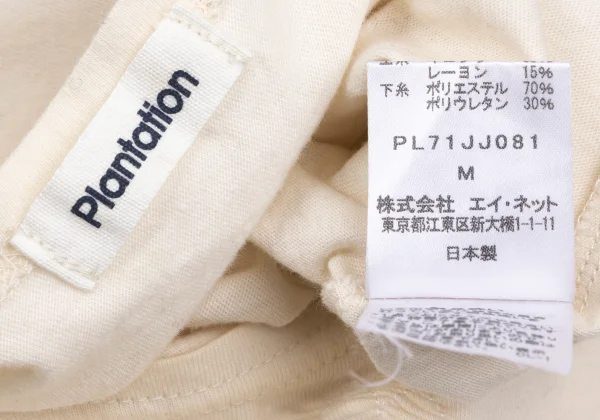 Plantation
レーヨン 15%
下糸 ポリエステル 70%
ポリウレタン 30%
PL71JJ081
M
株式会社 エイ・ネット
東京都江東区新大橋1-1-11
日本製